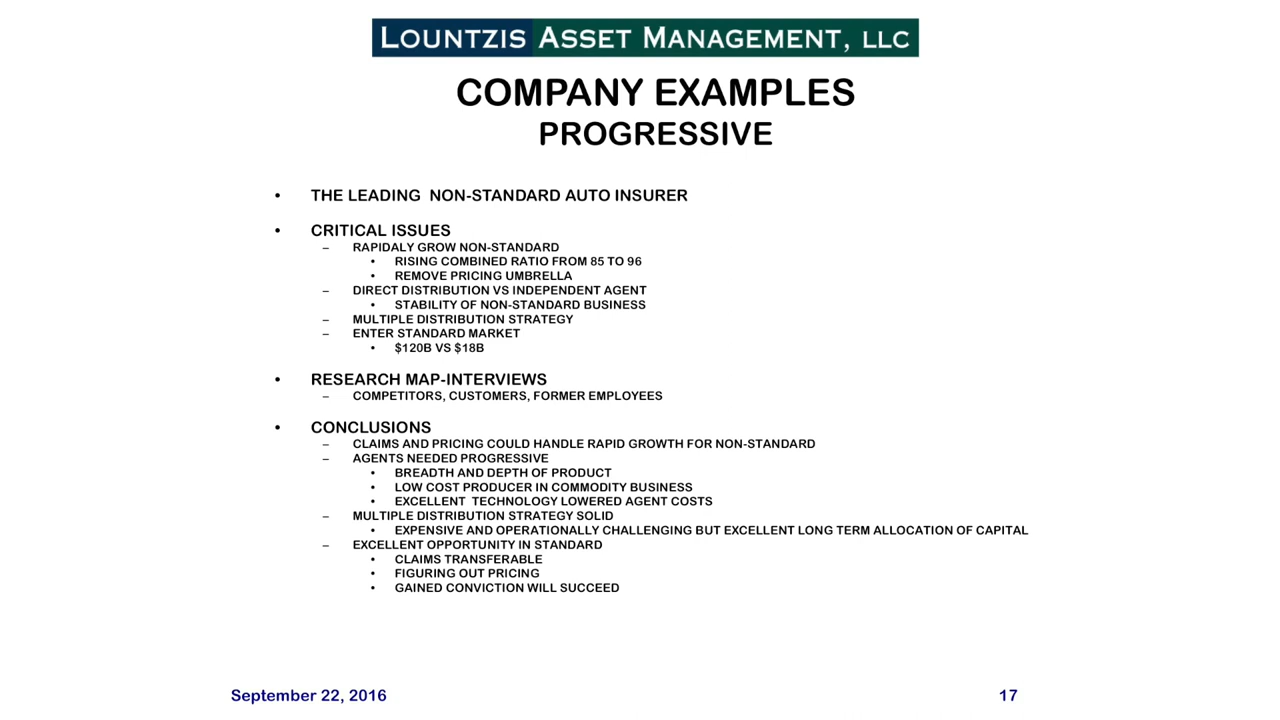 LOUNTZIS ASSET MANAGEMENT, LLC
COMPANY EXAMPLES
PROGRESSIVE
• THE LEADING NON-STANDARD AUTO INSURER
• CRITICAL ISSUES
– RAPIDALY GROW NON-STANDARD
• RISING COMBINED RATIO FROM 85 TO 96
• REMOVE PRICING UMBRELLA
– DIRECT DISTRIBUTION VS INDEPENDENT AGENT
• STABILITY OF NON-STANDARD BUSINESS
– MULTIPLE DISTRIBUTION STRATEGY
– ENTER STANDARD MARKET
• $120B VS $18B
• RESEARCH MAP-INTERVIEWS
– COMPETITORS, CUSTOMERS, FORMER EMPLOYEES
• CONCLUSIONS
– CLAIMS AND PRICING COULD HANDLE RAPID GROWTH FOR NON-STANDARD
– AGENTS NEEDED PROGRESSIVE
• BREADTH AND DEPTH OF PRODUCT
• LOW COST PRODUCER IN COMMODITY BUSINESS
• EXCELLENT TECHNOLOGY LOWERED AGENT COSTS
– MULTIPLE DISTRIBUTION STRATEGY SOLID
• EXPENSIVE AND OPERATIONALLY CHALLENGING BUT EXCELLENT LONG TERM ALLOCATION OF CAPITAL
– EXCELLENT OPPORTUNITY IN STANDARD
• CLAIMS TRANSFERABLE
• FIGURING OUT PRICING
• GAINED CONVICTION WILL SUCCEED
September 22, 2016
17